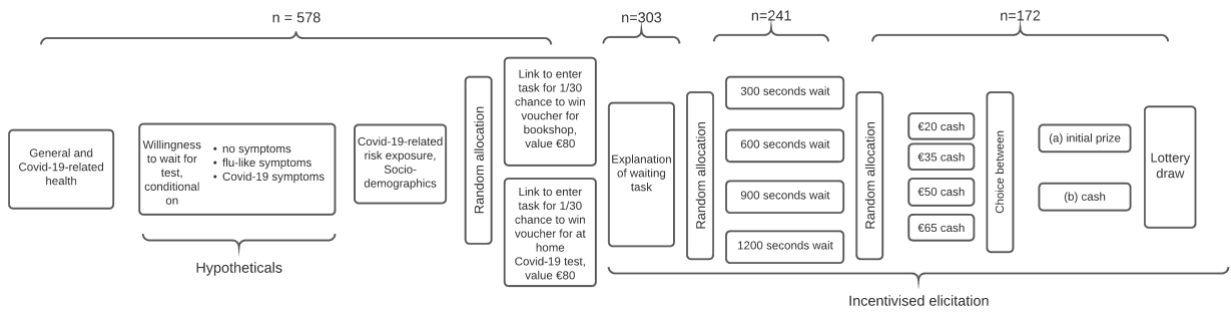 n = 578
n=303
n=241
n=172
General and
Covid-19-related
health
Willingness
to wait for
test,
conditional
on
• no symptoms
• flu-like symptoms
• Covid-19 symptoms
Hypotheticals
Covid-19-related
risk exposure,
Socio-
demographics
Random allocation
Link to enter
task for 1/30
chance to win
voucher for
bookshop,
value €80
Link to enter
task for 1/30
chance to win
voucher for at
home
Covid-19 test,
value €80
Explanation
of waiting
task
Random allocation
300 seconds wait
600 seconds wait
900 seconds wait
1200 seconds wait
Random allocation
€20 cash
€35 cash
€50 cash
€65 cash
Choice between
(a) initial prize
(b) cash
Lottery
draw
Incentivised elicitation